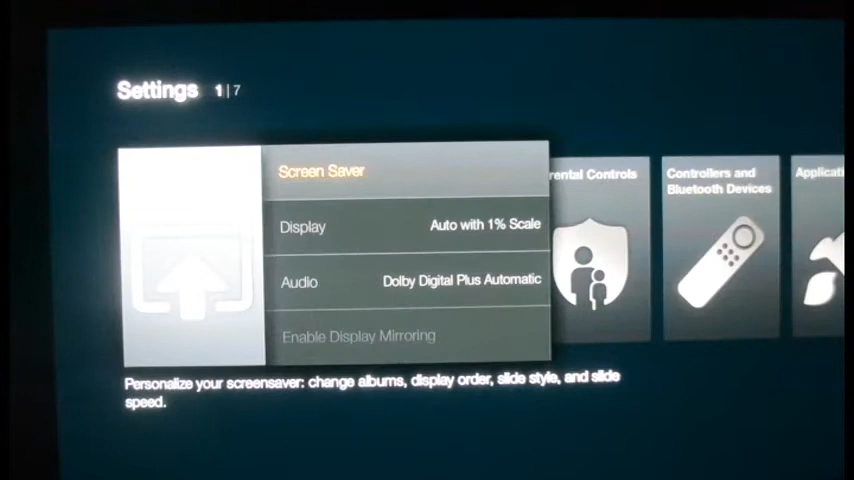 Settings 1|7
Screen Saver
Display Auto with 1% Scale
Audio Dolby Digital Plus Automatic
Enable Display Mirroring
Personalize your screensaver: change albums, display order, slide style, and slide
speed.
rental Controls
Controllers and
Bluetooth Devices
Applicati